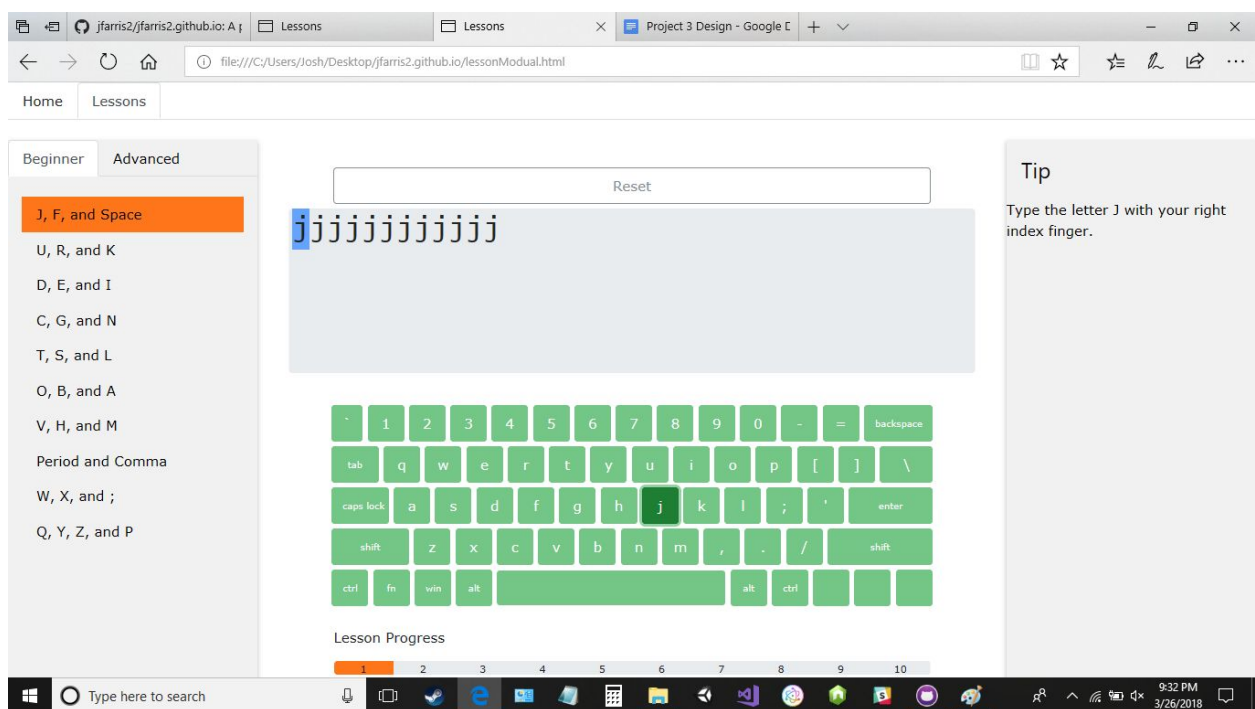 jfarris2/jfarris2.github.io: A p Lessons Lessons Project 3 Design - Google D
file:///C:/Users/Josh/Desktop/jfarris2.github.io/lessonModual.html
Home Lessons
Beginner Advanced
J, F, and Space
U, R, and K
D, E, and I
C, G, and N
T, S, and L
O, B, and A
V, H, and M
Period and Comma
W, X, and ;
Q, Y, Z, and P
Reset
jjjjjjjjjjjj
` 1 2 3 4 5 6 7 8 9 0 - = backspace
tab q w e r t y u i o p [ ] \
caps lock a s d f g h j k l ; ' enter
shift z x c v b n m , . / shift
ctrl fn win alt alt ctrl
Lesson Progress
1 2 3 4 5 6 7 8 9 10
Tip
Type the letter J with your right
index finger.
Type here to search
9:32 PM
3/26/2018